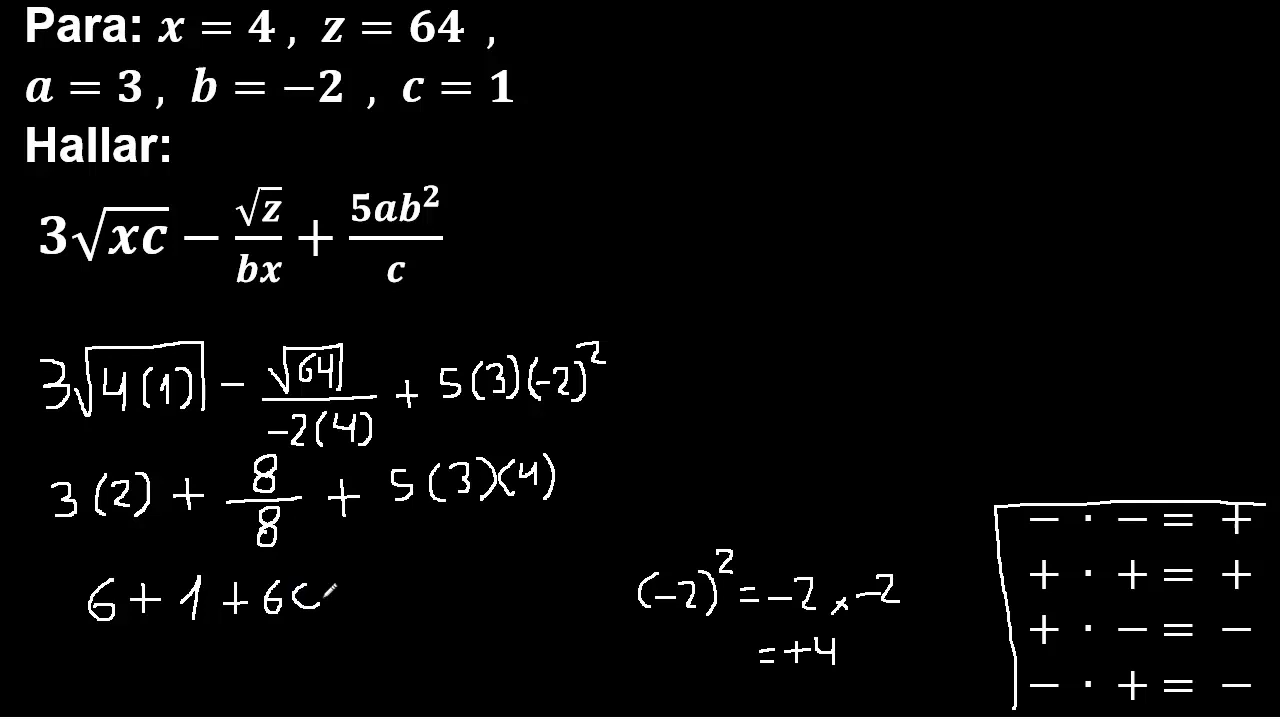 Para: x = 4 , z = 64 ,
a = 3 , b = −2 , c = 1
Hallar:
3√xc − √z/bx + 5ab²/c
3√4(1) − √64/−2(4) + 5(3)(−2)²
3(2) + 8/8 + 5(3)(4)
6 + 1 + 6
(−2)² = −2 × −2
= +4
− · − = +
+ · + = +
+ · − = −
− · + = −